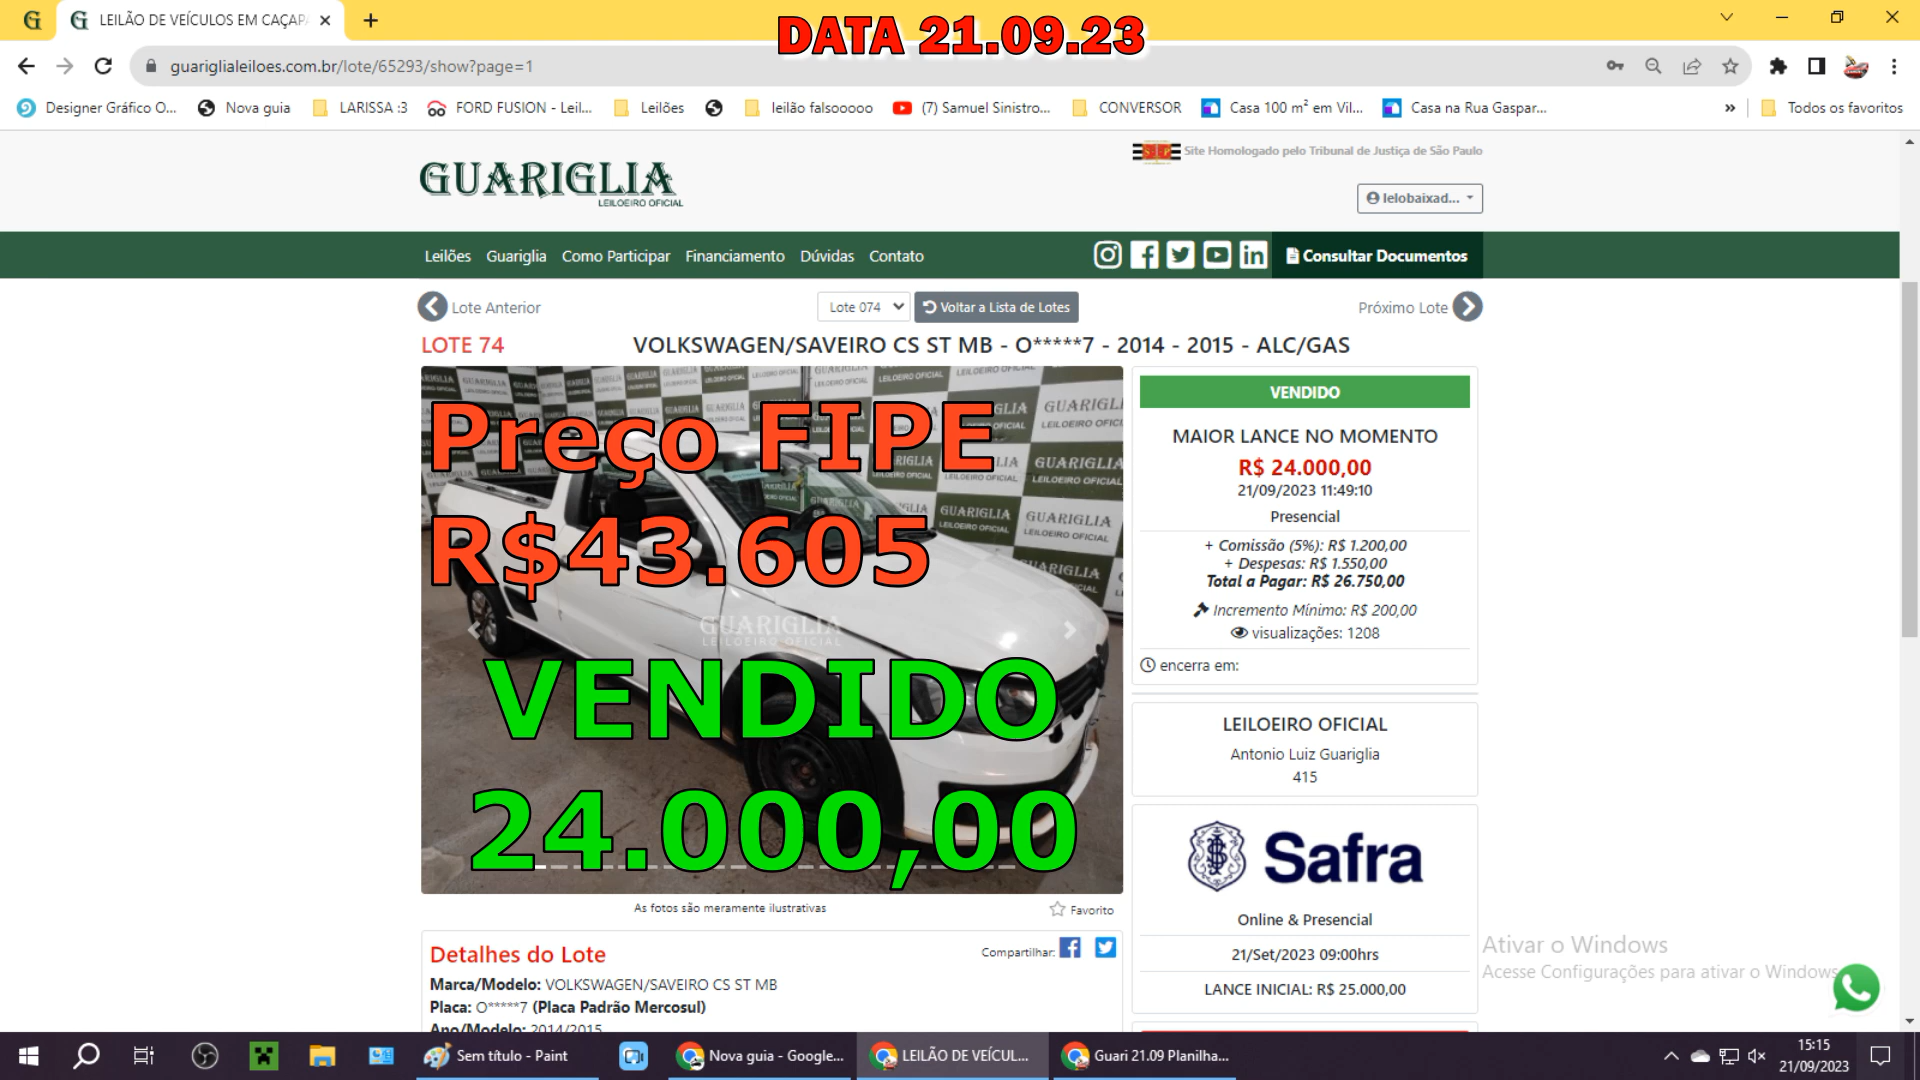 LEILÃO DE VEÍCULOS EM CAÇAP
DATA 21.09.23
guariglialeiloes.com.br/lote/65293/show?page=1
Designer Gráfico O... Nova guia LARISSA :3 FORD FUSION - Leil... Leilões leilão falsooooo (7) Samuel Sinistro... CONVERSOR Casa 100 m² em Vil... Casa na Rua Gaspar... » Todos os favoritos
Site Homologado pelo Tribunal de Justiça de São Paulo
GUARIGLIA
LEILOEIRO OFICIAL
lelobaixad...
Leilões Guariglia Como Participar Financiamento Dúvidas Contato Consultar Documentos
Lote Anterior Lote 074 Voltar a Lista de Lotes Próximo Lote
LOTE 74 VOLKSWAGEN/SAVEIRO CS ST MB - O*****7 - 2014 - 2015 - ALC/GAS
Preço FIPE
R$43.605
GUARIGLIA
LEILOEIRO OFICIAL
VENDIDO
24.000,00
VENDIDO
MAIOR LANCE NO MOMENTO
R$ 24.000,00
21/09/2023 11:49:10
Presencial
+ Comissão (5%): R$ 1.200,00
+ Despesas: R$ 1.550,00
Total a Pagar: R$ 26.750,00
Incremento Mínimo: R$ 200,00
visualizações: 1208
encerra em:
LEILOEIRO OFICIAL
Antonio Luiz Guariglia
415
Safra
Online & Presencial
21/Set/2023 09:00hrs
LANCE INICIAL: R$ 25.000,00
As fotos são meramente ilustrativas
Favorito
Detalhes do Lote
Compartilhar:
Marca/Modelo: VOLKSWAGEN/SAVEIRO CS ST MB
Placa: O*****7 (Placa Padrão Mercosul)
Ano/Modelo: 2014/2015
Ativar o Windows
Acesse Configurações para ativar o Windows
Sem título - Paint Nova guia - Google... LEILÃO DE VEÍCUL... Guari 21.09 Planilha...
15:15
21/09/2023